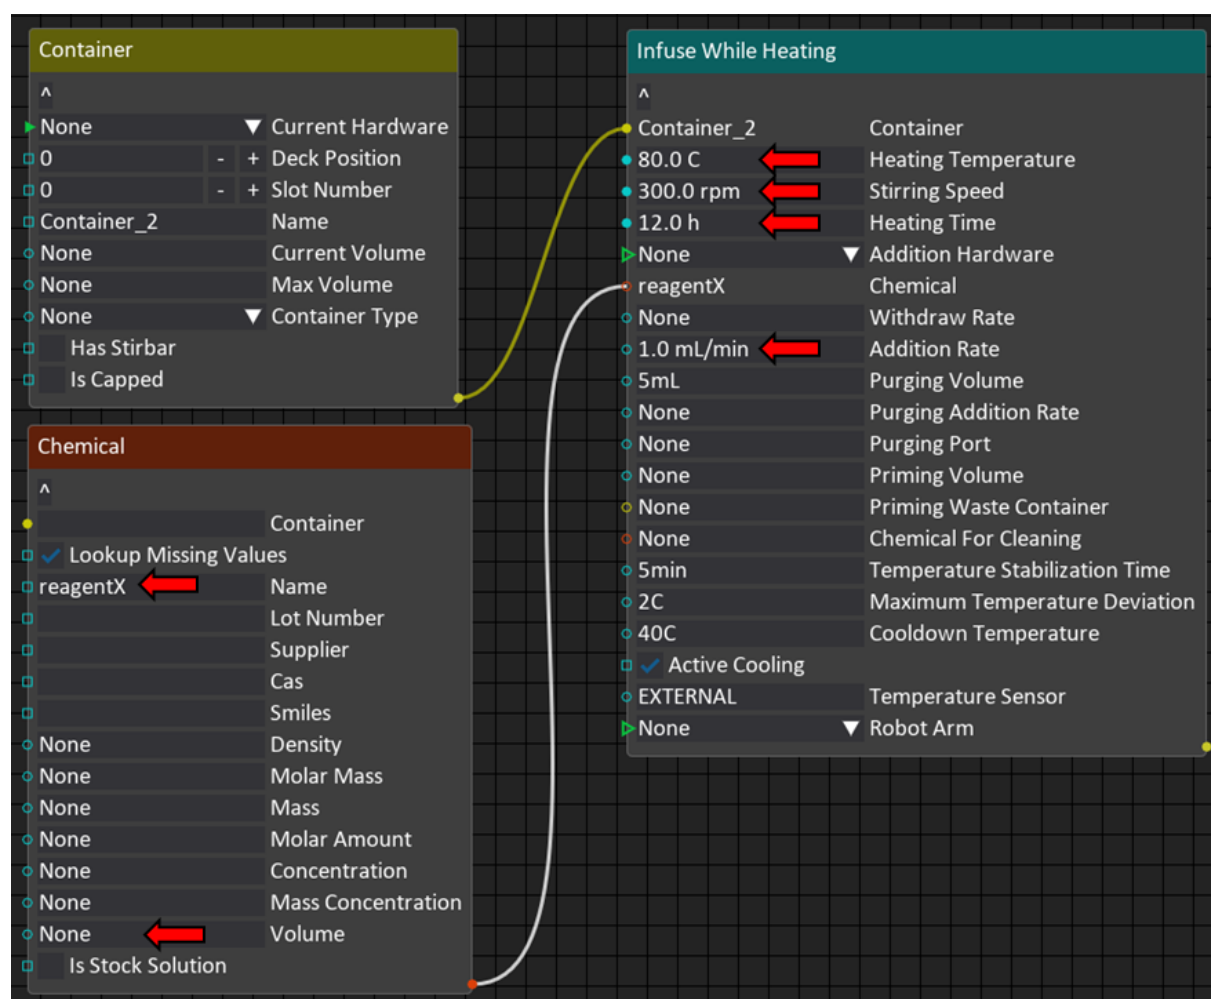 Container
^
None Current Hardware
0 - + Deck Position
0 - + Slot Number
Container_2 Name
None Current Volume
None Max Volume
None Container Type
Has Stirbar
Is Capped
Chemical
^
Container
Lookup Missing Values
reagentX Name
Lot Number
Supplier
Cas
Smiles
None Density
None Molar Mass
None Mass
None Molar Amount
None Concentration
None Mass Concentration
None Volume
Is Stock Solution
Infuse While Heating
^
Container_2 Container
80.0 C Heating Temperature
300.0 rpm Stirring Speed
12.0 h Heating Time
None Addition Hardware
reagentX Chemical
None Withdraw Rate
1.0 mL/min Addition Rate
5mL Purging Volume
None Purging Addition Rate
None Purging Port
None Priming Volume
None Priming Waste Container
None Chemical For Cleaning
5min Temperature Stabilization Time
2C Maximum Temperature Deviation
40C Cooldown Temperature
Active Cooling
EXTERNAL Temperature Sensor
None Robot Arm